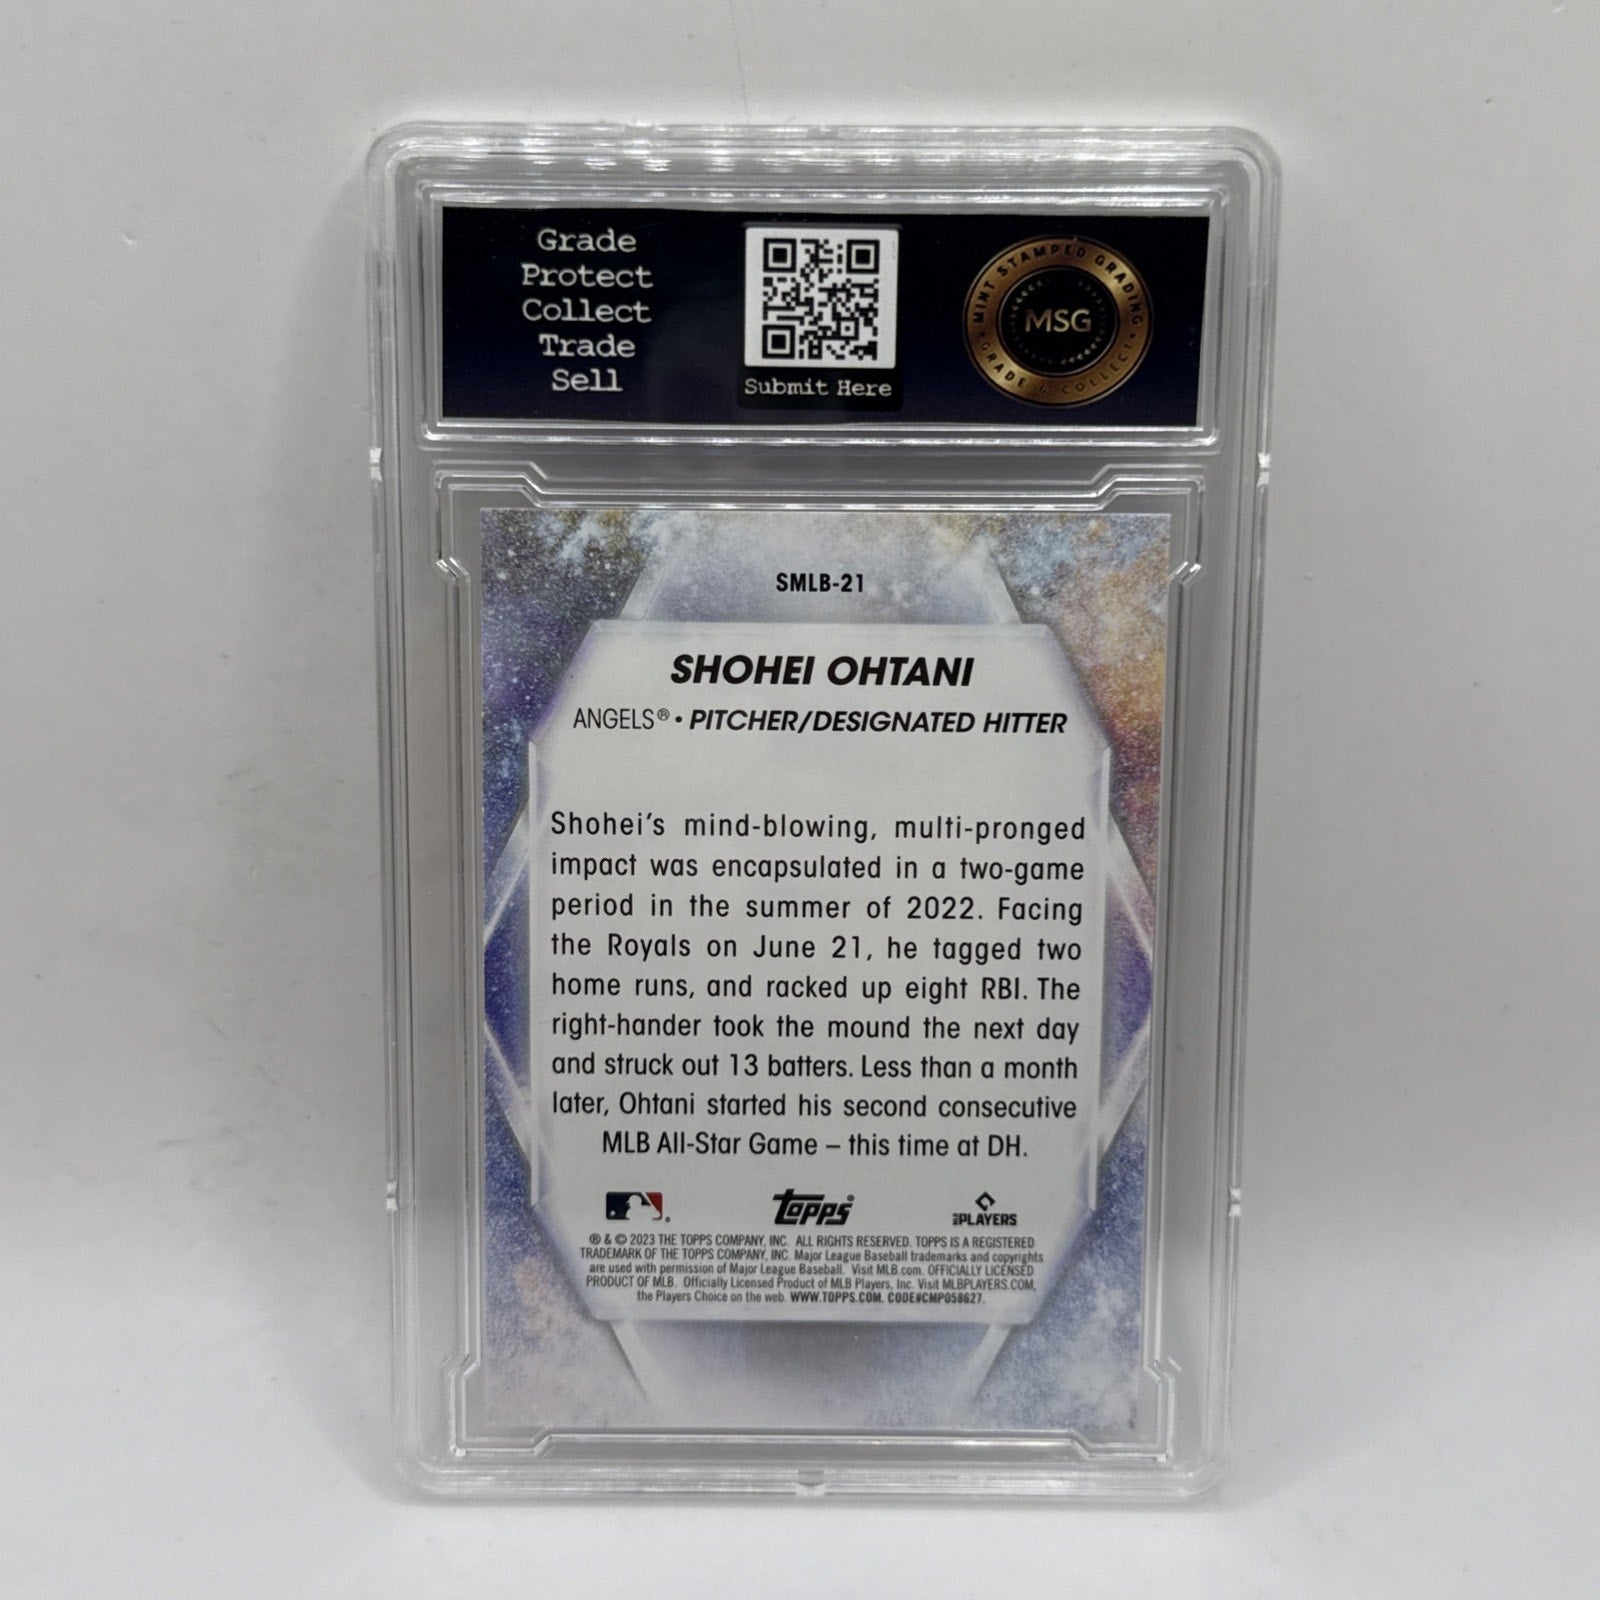 Grade
Protect
Collect
Trade
Sell
Submit Here
MINT STAMPED GRADING
MSG
GRADE & COLLECT
SMLB-21
SHOHEI OHTANI
ANGELS® • PITCHER/DESIGNATED HITTER
Shohei's mind-blowing, multi-pronged
impact was encapsulated in a two-game
period in the summer of 2022. Facing
the Royals on June 21, he tagged two
home runs, and racked up eight RBI. The
right-hander took the mound the next day
and struck out 13 batters. Less than a month
later, Ohtani started his second consecutive
MLB All-Star Game – this time at DH.
topps®
MLB PLAYERS
® & © 2023 THE TOPPS COMPANY, INC. ALL RIGHTS RESERVED. TOPPS IS A REGISTERED
TRADEMARK OF THE TOPPS COMPANY, INC. Major League Baseball trademarks and copyrights
are used with permission of Major League Baseball. Visit MLB.com. OFFICIALLY LICENSED
PRODUCT OF MLB. Officially Licensed Product of MLB Players, Inc. Visit MLBPLAYERS.COM,
the Players Choice on the web. WWW.TOPPS.COM. CODE#CMP058627.